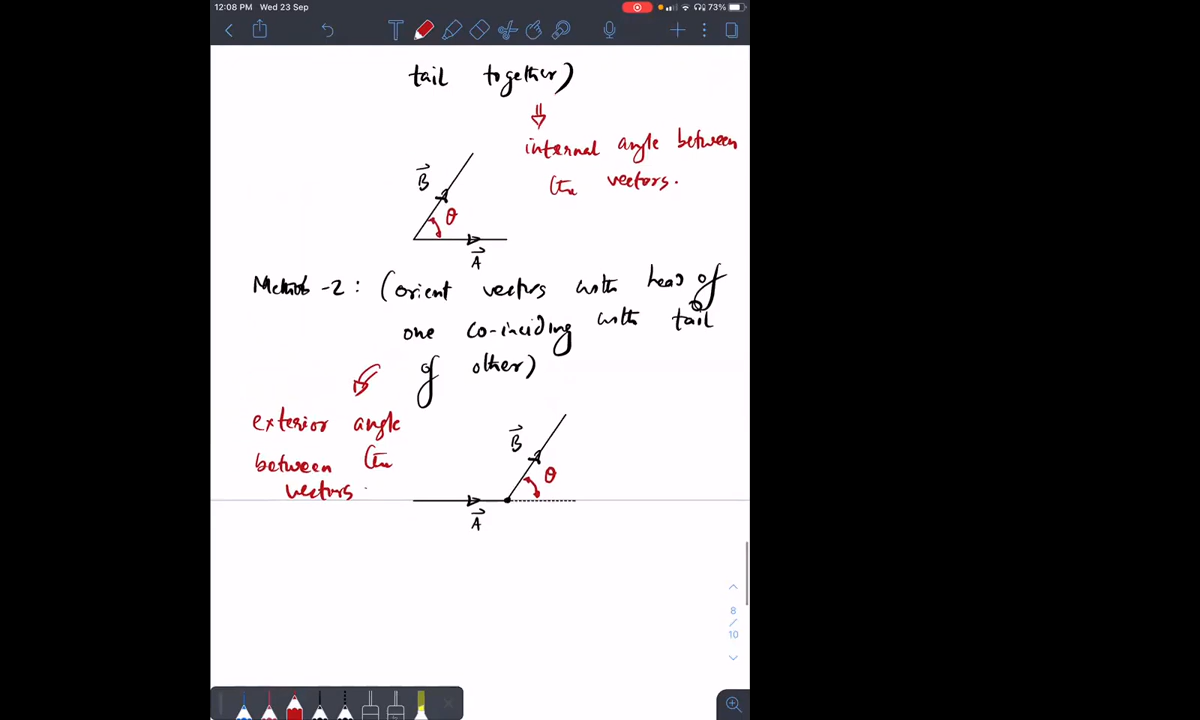 12:08 PM Wed 23 Sep
73%
tail together)
internal angle between
the vectors.
B
θ
A
Method -2 : (orient vectors with head of
one co-inciding with tail
of other)
exterior angle
between the
vectors.
B
θ
A
8
/
10